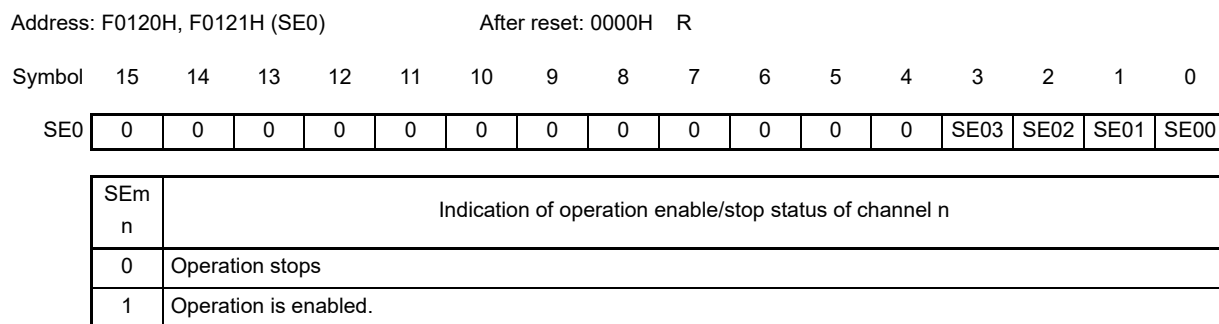 Address: F0120H, F0121H (SE0) After reset: 0000H R
Symbol 15 14 13 12 11 10 9 8 7 6 5 4 3 2 1 0
SE0 0 0 0 0 0 0 0 0 0 0 0 0 SE03 SE02 SE01 SE00
SEm
n
Indication of operation enable/stop status of channel n
0 Operation stops
1 Operation is enabled.